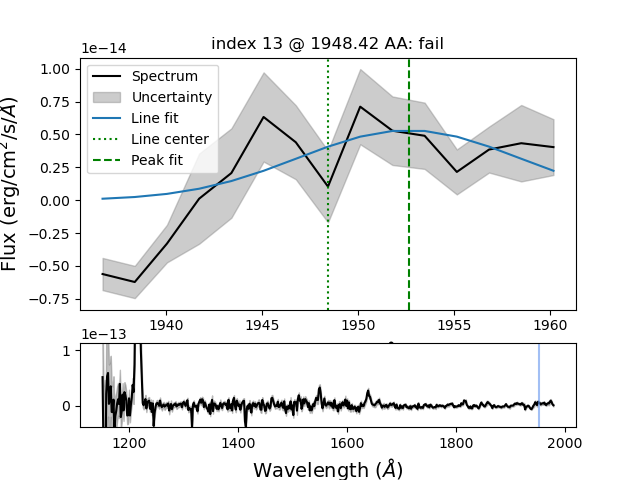 index 13 @ 1948.42 AA: fail
1e−14
Flux (erg/cm²/s/Å)
1.00
0.75
0.50
0.25
0.00
−0.25
−0.50
−0.75
Spectrum
Uncertainty
Line fit
Line center
Peak fit
1940
1945
1950
1955
1960
1e−13
1
0
1200
1400
1600
1800
2000
Wavelength (Å)